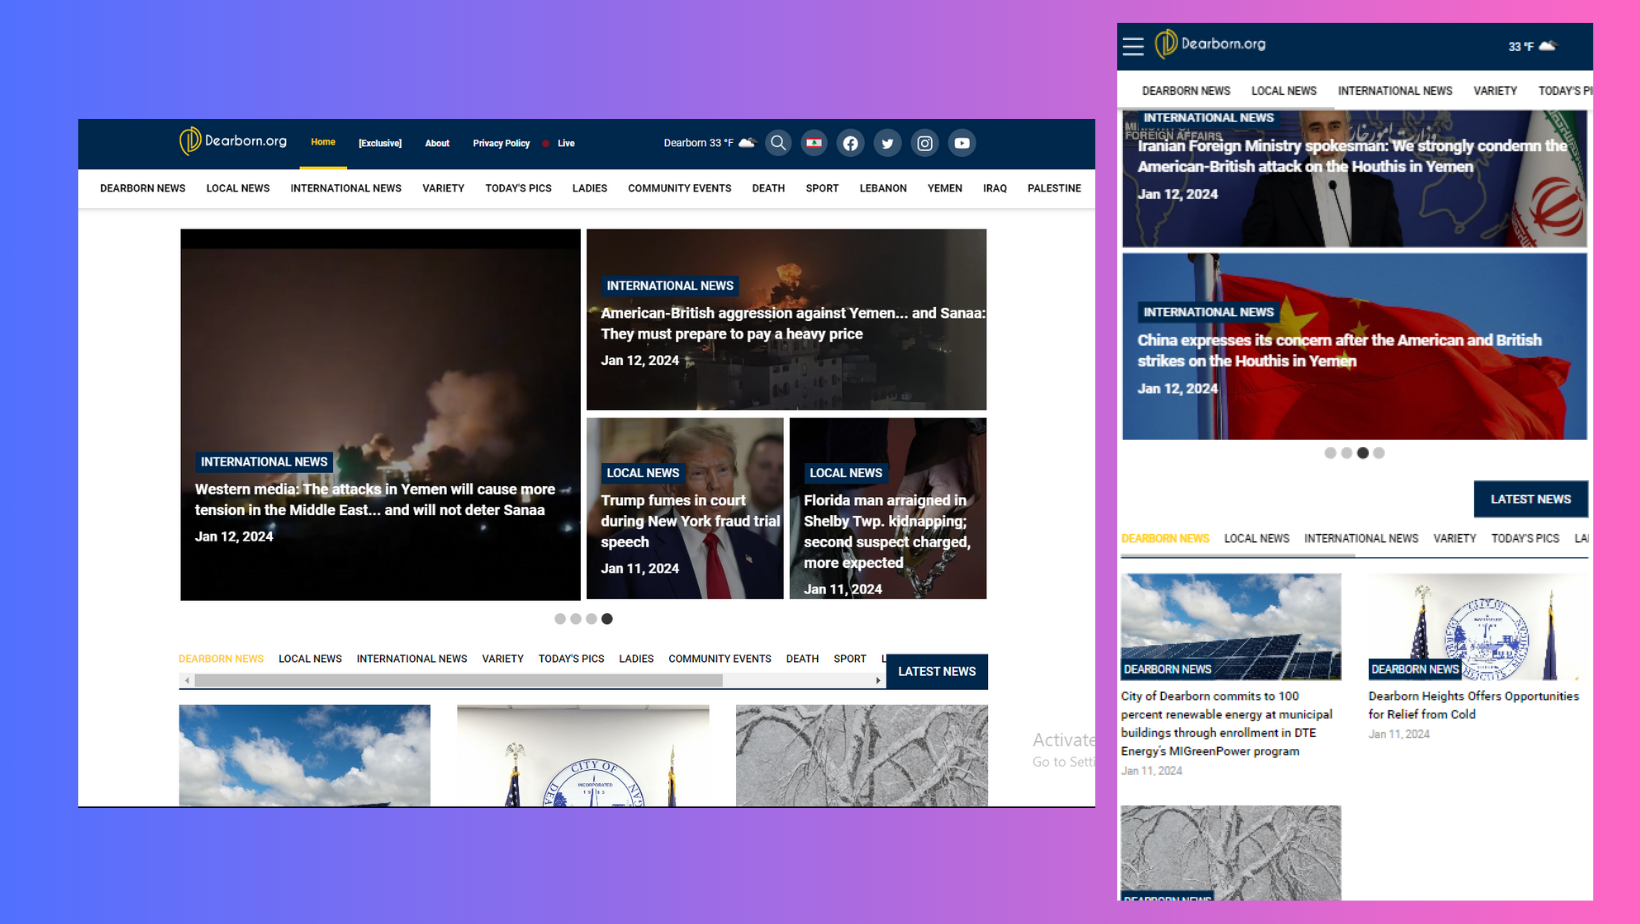 Dearborn.org
Home
[Exclusive]
About
Privacy Policy
Live
Dearborn 33 °F
DEARBORN NEWS
LOCAL NEWS
INTERNATIONAL NEWS
VARIETY
TODAY'S PICS
LADIES
COMMUNITY EVENTS
DEATH
SPORT
LEBANON
YEMEN
IRAQ
PALESTINE
INTERNATIONAL NEWS
Western media: The attacks in Yemen will cause more
tension in the Middle East... and will not deter Sanaa
Jan 12, 2024
INTERNATIONAL NEWS
American-British aggression against Yemen... and Sanaa:
They must prepare to pay a heavy price
Jan 12, 2024
LOCAL NEWS
Trump fumes in court
during New York fraud trial
speech
Jan 11, 2024
LOCAL NEWS
Florida man arraigned in
Shelby Twp. kidnapping;
second suspect charged,
more expected
Jan 11, 2024
DEARBORN NEWS
LOCAL NEWS
INTERNATIONAL NEWS
VARIETY
TODAY'S PICS
LADIES
COMMUNITY EVENTS
DEATH
SPORT
L
LATEST NEWS
CITY OF
INCORPORATED
Activate
Go to Setti
Dearborn.org
33 °F
DEARBORN NEWS
LOCAL NEWS
INTERNATIONAL NEWS
VARIETY
TODAY'S PI
INTERNATIONAL NEWS
FOREIGN AFFAIRS
وزارت امور خارجه
Iranian Foreign Ministry spokesman: We strongly condemn the
American-British attack on the Houthis in Yemen
Jan 12, 2024
INTERNATIONAL NEWS
China expresses its concern after the American and British
strikes on the Houthis in Yemen
Jan 12, 2024
LATEST NEWS
DEARBORN NEWS
LOCAL NEWS
INTERNATIONAL NEWS
VARIETY
TODAY'S PICS
LA
DEARBORN NEWS
City of Dearborn commits to 100
percent renewable energy at municipal
buildings through enrollment in DTE
Energy's MIGreenPower program
Jan 11, 2024
CITY OF
DEARBORN NEWS
Dearborn Heights Offers Opportunities
for Relief from Cold
Jan 11, 2024
DEARBORN NEWS